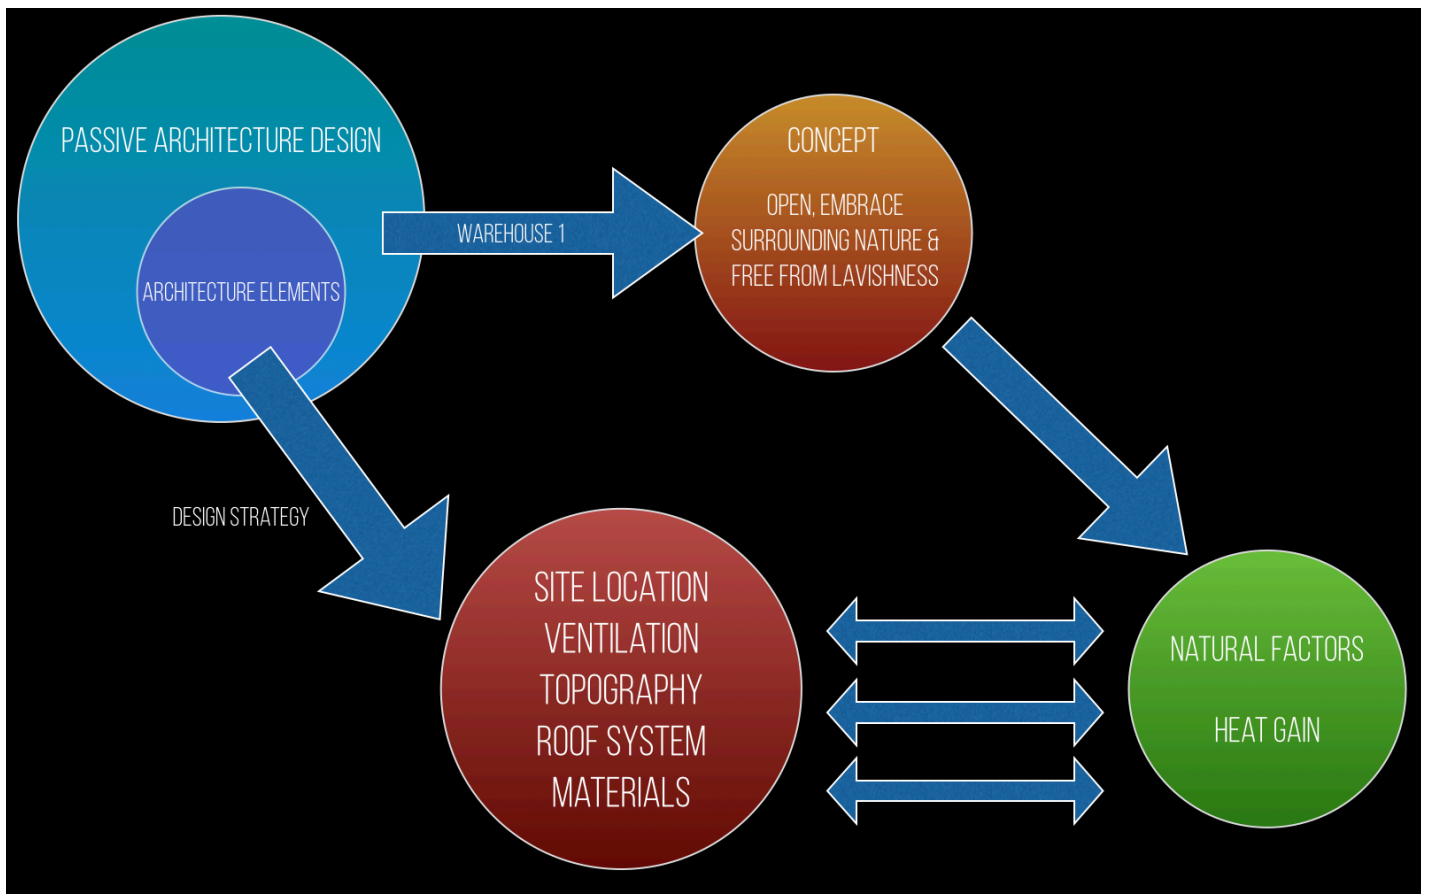 PASSIVE ARCHITECTURE DESIGN
ARCHITECTURE ELEMENTS
WAREHOUSE 1
CONCEPT
OPEN, EMBRACE
SURROUNDING NATURE &
FREE FROM LAVISHNESS
DESIGN STRATEGY
SITE LOCATION
VENTILATION
TOPOGRAPHY
ROOF SYSTEM
MATERIALS
NATURAL FACTORS
HEAT GAIN